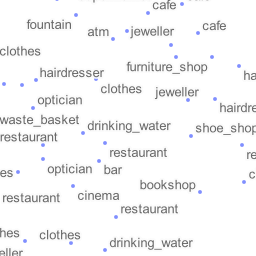 cafe
fountain
cafe
atm
jeweller
clothes
furniture_shop
hairdresser
ha
clothes
jeweller
optician
hairdre
waste_basket
drinking_water
shoe_shop
restaurant
restaurant
re
es
optician
bar
c
bookshop
restaurant
cinema
restaurant
hes
clothes
drinking_water
eller